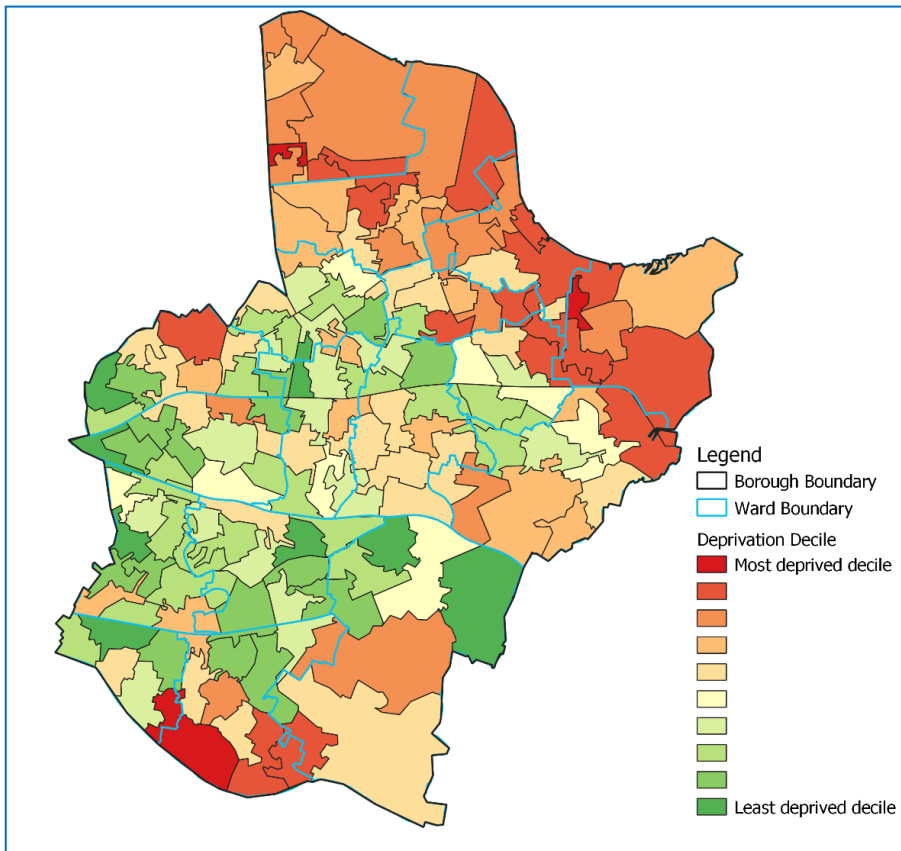 Legend
Borough Boundary
Ward Boundary
Deprivation Decile
Most deprived decile
Least deprived decile